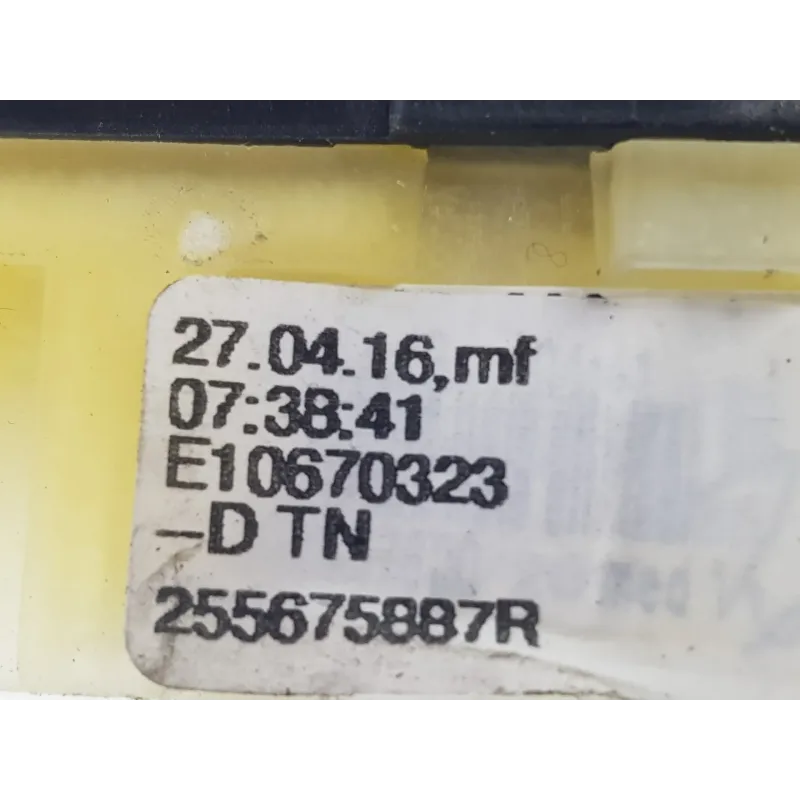 27.04.16,mf
07:38:41
E10670323
-D TN
255675887R